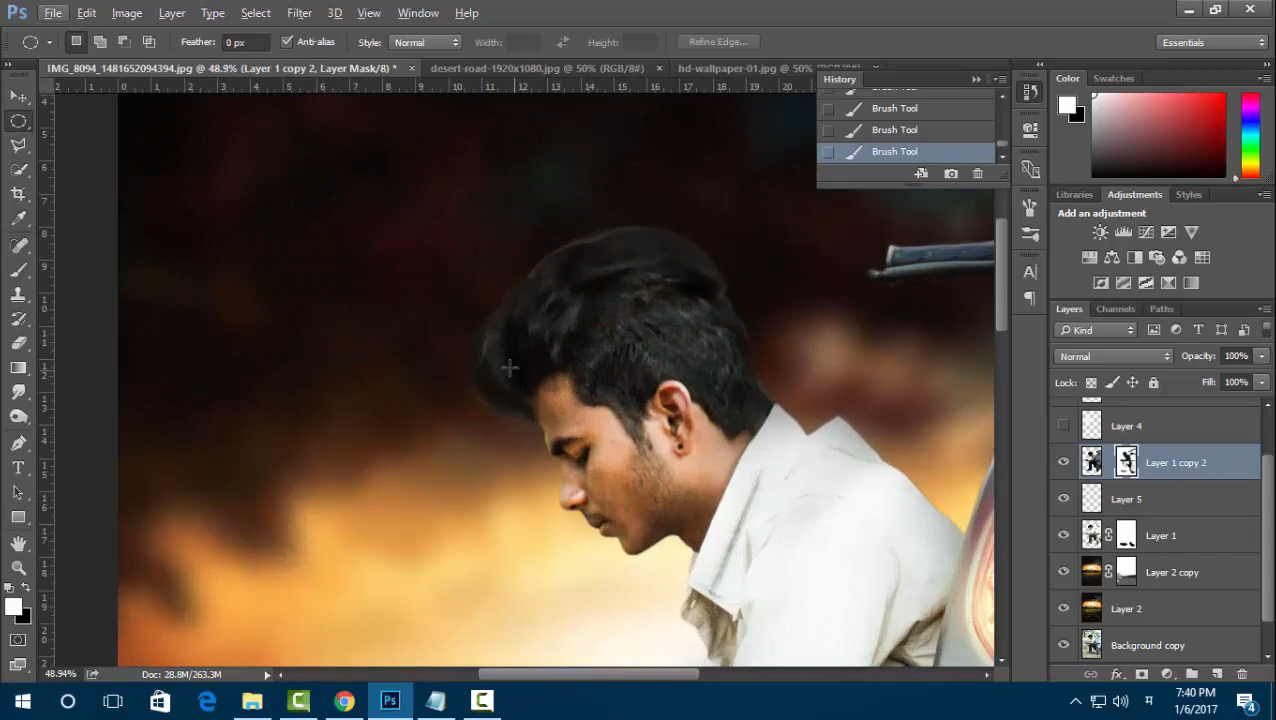 Ps File Edit Image Layer Type Select Filter 3D View Window Help
Feather: 0 px Anti-alias Style: Normal Width: Height: Refine Edge... Essentials
IMG_8094_1481652094394.jpg @ 48.9% (Layer 1 copy 2, Layer Mask/8) * × desert-road-1920x1080.jpg @ 50% (RGB/8#) × hd-wallpaper-01.jpg @ 50% (RGB/8#) ×
History
Brush Tool
Brush Tool
Brush Tool
Color Swatches
Libraries Adjustments Styles
Add an adjustment
Layers Channels Paths
Kind
Normal Opacity: 100%
Lock: Fill: 100%
Layer 4
Layer 1 copy 2
Layer 5
Layer 1
Layer 2 copy
Layer 2
Background copy
48.94% Doc: 28.8M/263.3M
7:40 PM
1/6/2017